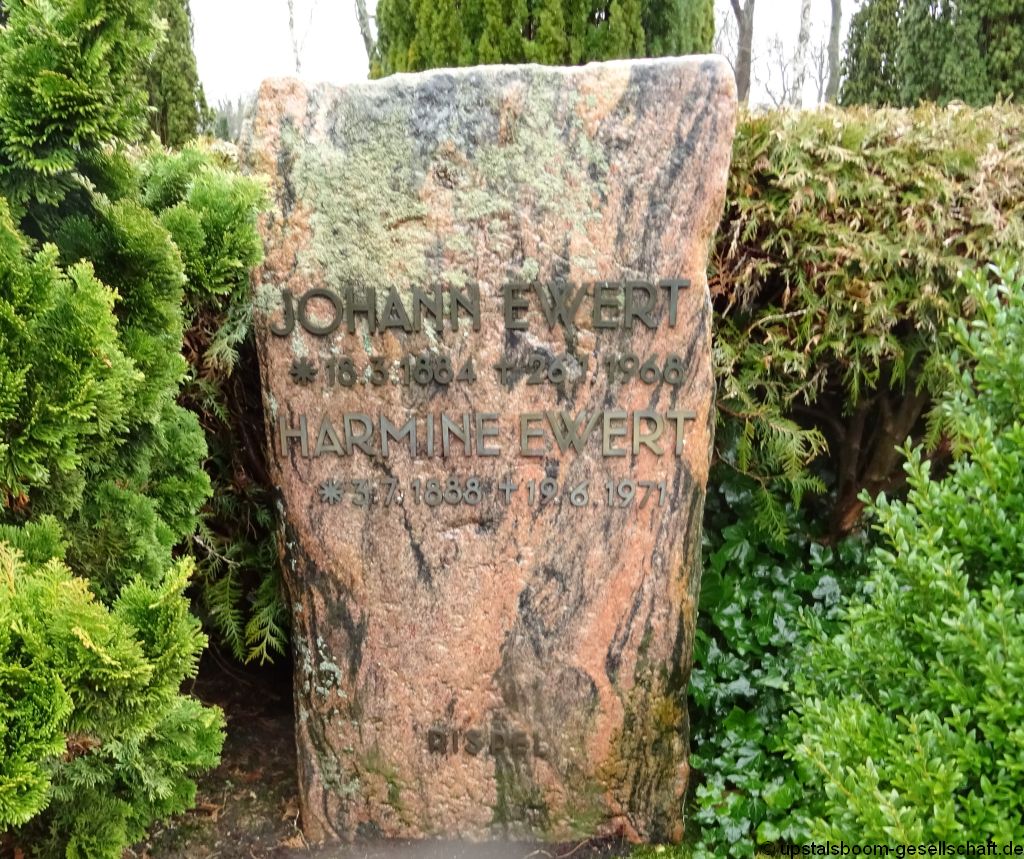 JOHANN EWERT
* 18.3.1884 † 26.1.1968
HARMINE EWERT
* 3.7.1888 † 19.6.1971
RISPEL
© upstalsboom-gesellschaft.de